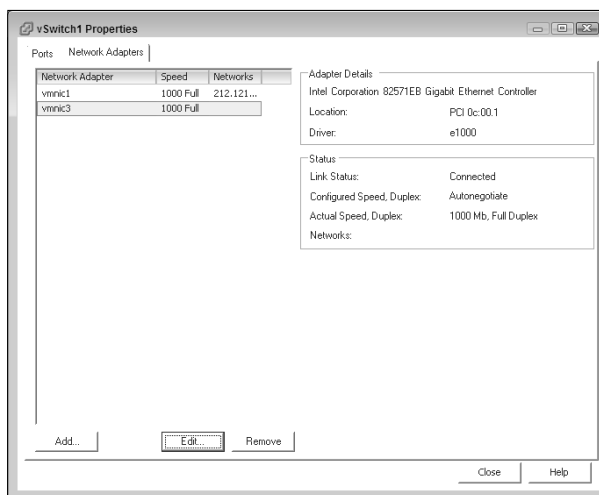 vSwitch1 Properties
Ports Network Adapters
Network Adapter Speed Networks
vmnic1 1000 Full 212.121...
vmnic3 1000 Full
Adapter Details
Intel Corporation 82571EB Gigabit Ethernet Controller
Location: PCI 0c:00.1
Driver: e1000
Status
Link Status: Connected
Configured Speed, Duplex: Autonegotiate
Actual Speed, Duplex: 1000 Mb, Full Duplex
Networks:
Add... Edit... Remove
Close Help